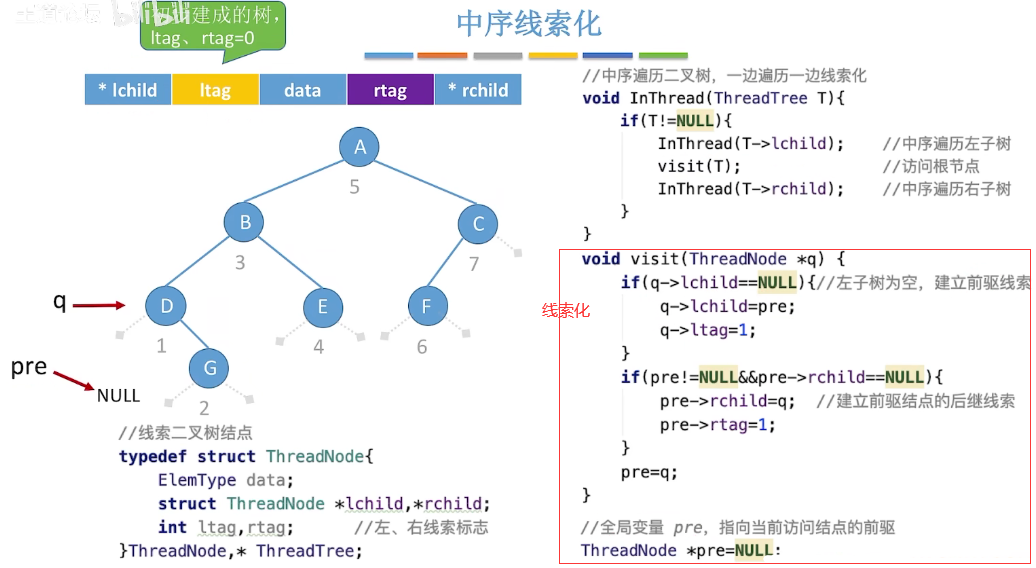 中序线索化
初始建成的树，
ltag、rtag=0
* lchild ltag data rtag * rchild
A
5
B
C
3
7
q
D
E
F
1
4
6
pre
G
NULL
2
//线索二叉树结点
typedef struct ThreadNode{
ElemType data;
struct ThreadNode *lchild,*rchild;
int ltag,rtag; //左、右线索标志
}ThreadNode,* ThreadTree;
//中序遍历二叉树，一边遍历一边线索化
void InThread(ThreadTree T){
if(T!=NULL){
InThread(T->lchild); //中序遍历左子树
visit(T); //访问根节点
InThread(T->rchild); //中序遍历右子树
}
}
线索化
void visit(ThreadNode *q) {
if(q->lchild==NULL){//左子树为空，建立前驱线索
q->lchild=pre;
q->ltag=1;
}
if(pre!=NULL&&pre->rchild==NULL){
pre->rchild=q; //建立前驱结点的后继线索
pre->rtag=1;
}
pre=q;
}
//全局变量 pre，指向当前访问结点的前驱
ThreadNode *pre=NULL;